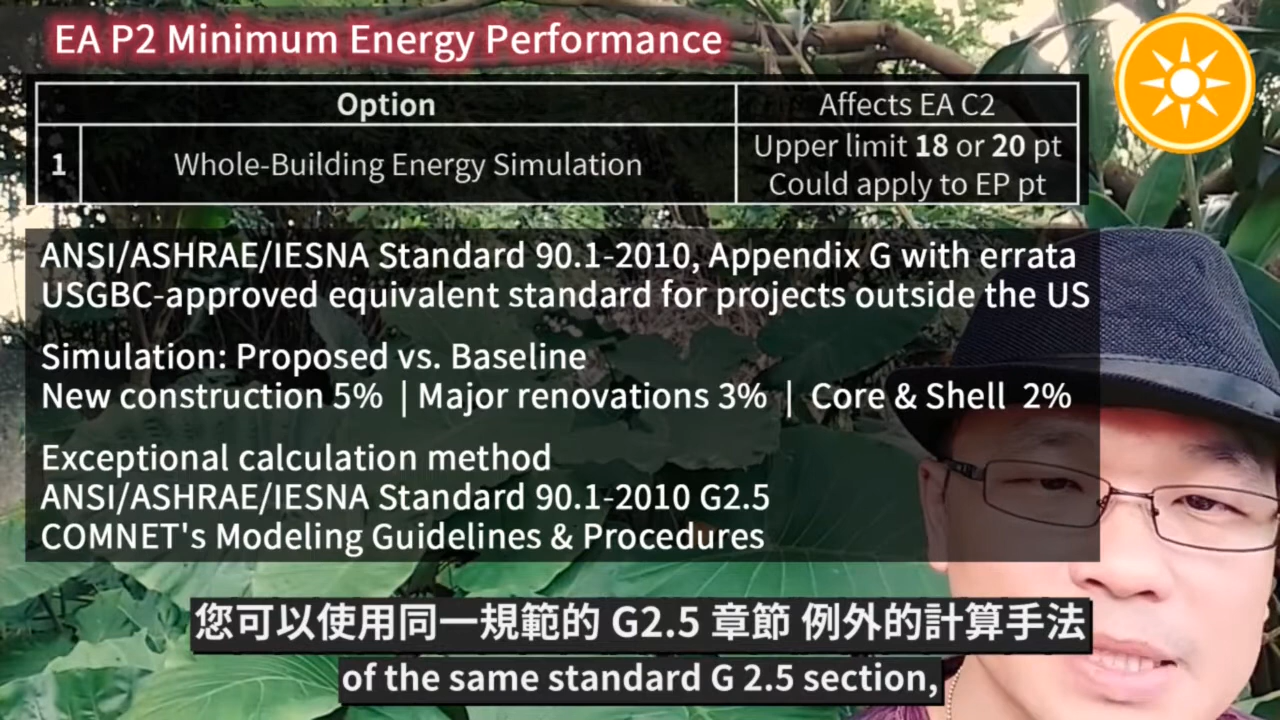 EA P2 Minimum Energy Performance
Option
Affects EA C2
1
Whole-Building Energy Simulation
Upper limit 18 or 20 pt
Could apply to EP pt
ANSI/ASHRAE/IESNA Standard 90.1-2010, Appendix G with errata
USGBC-approved equivalent standard for projects outside the US
Simulation: Proposed vs. Baseline
New construction 5% | Major renovations 3% | Core & Shell 2%
Exceptional calculation method
ANSI/ASHRAE/IESNA Standard 90.1-2010 G2.5
COMNET's Modeling Guidelines & Procedures
您可以使用同一規範的 G2.5 章節 例外的計算手法
of the same standard G 2.5 section,